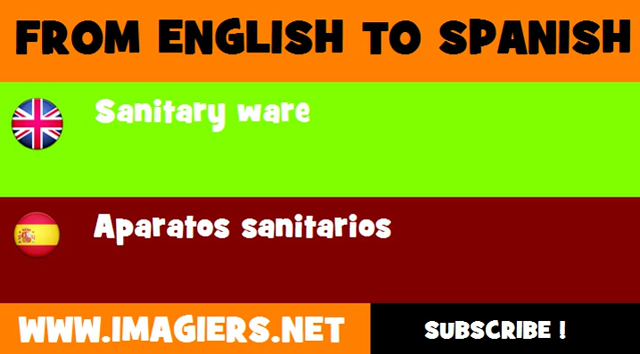 FROM ENGLISH TO SPANISH
Sanitary ware
Aparatos sanitarios
WWW.IMAGIERS.NET
SUBSCRIBE !